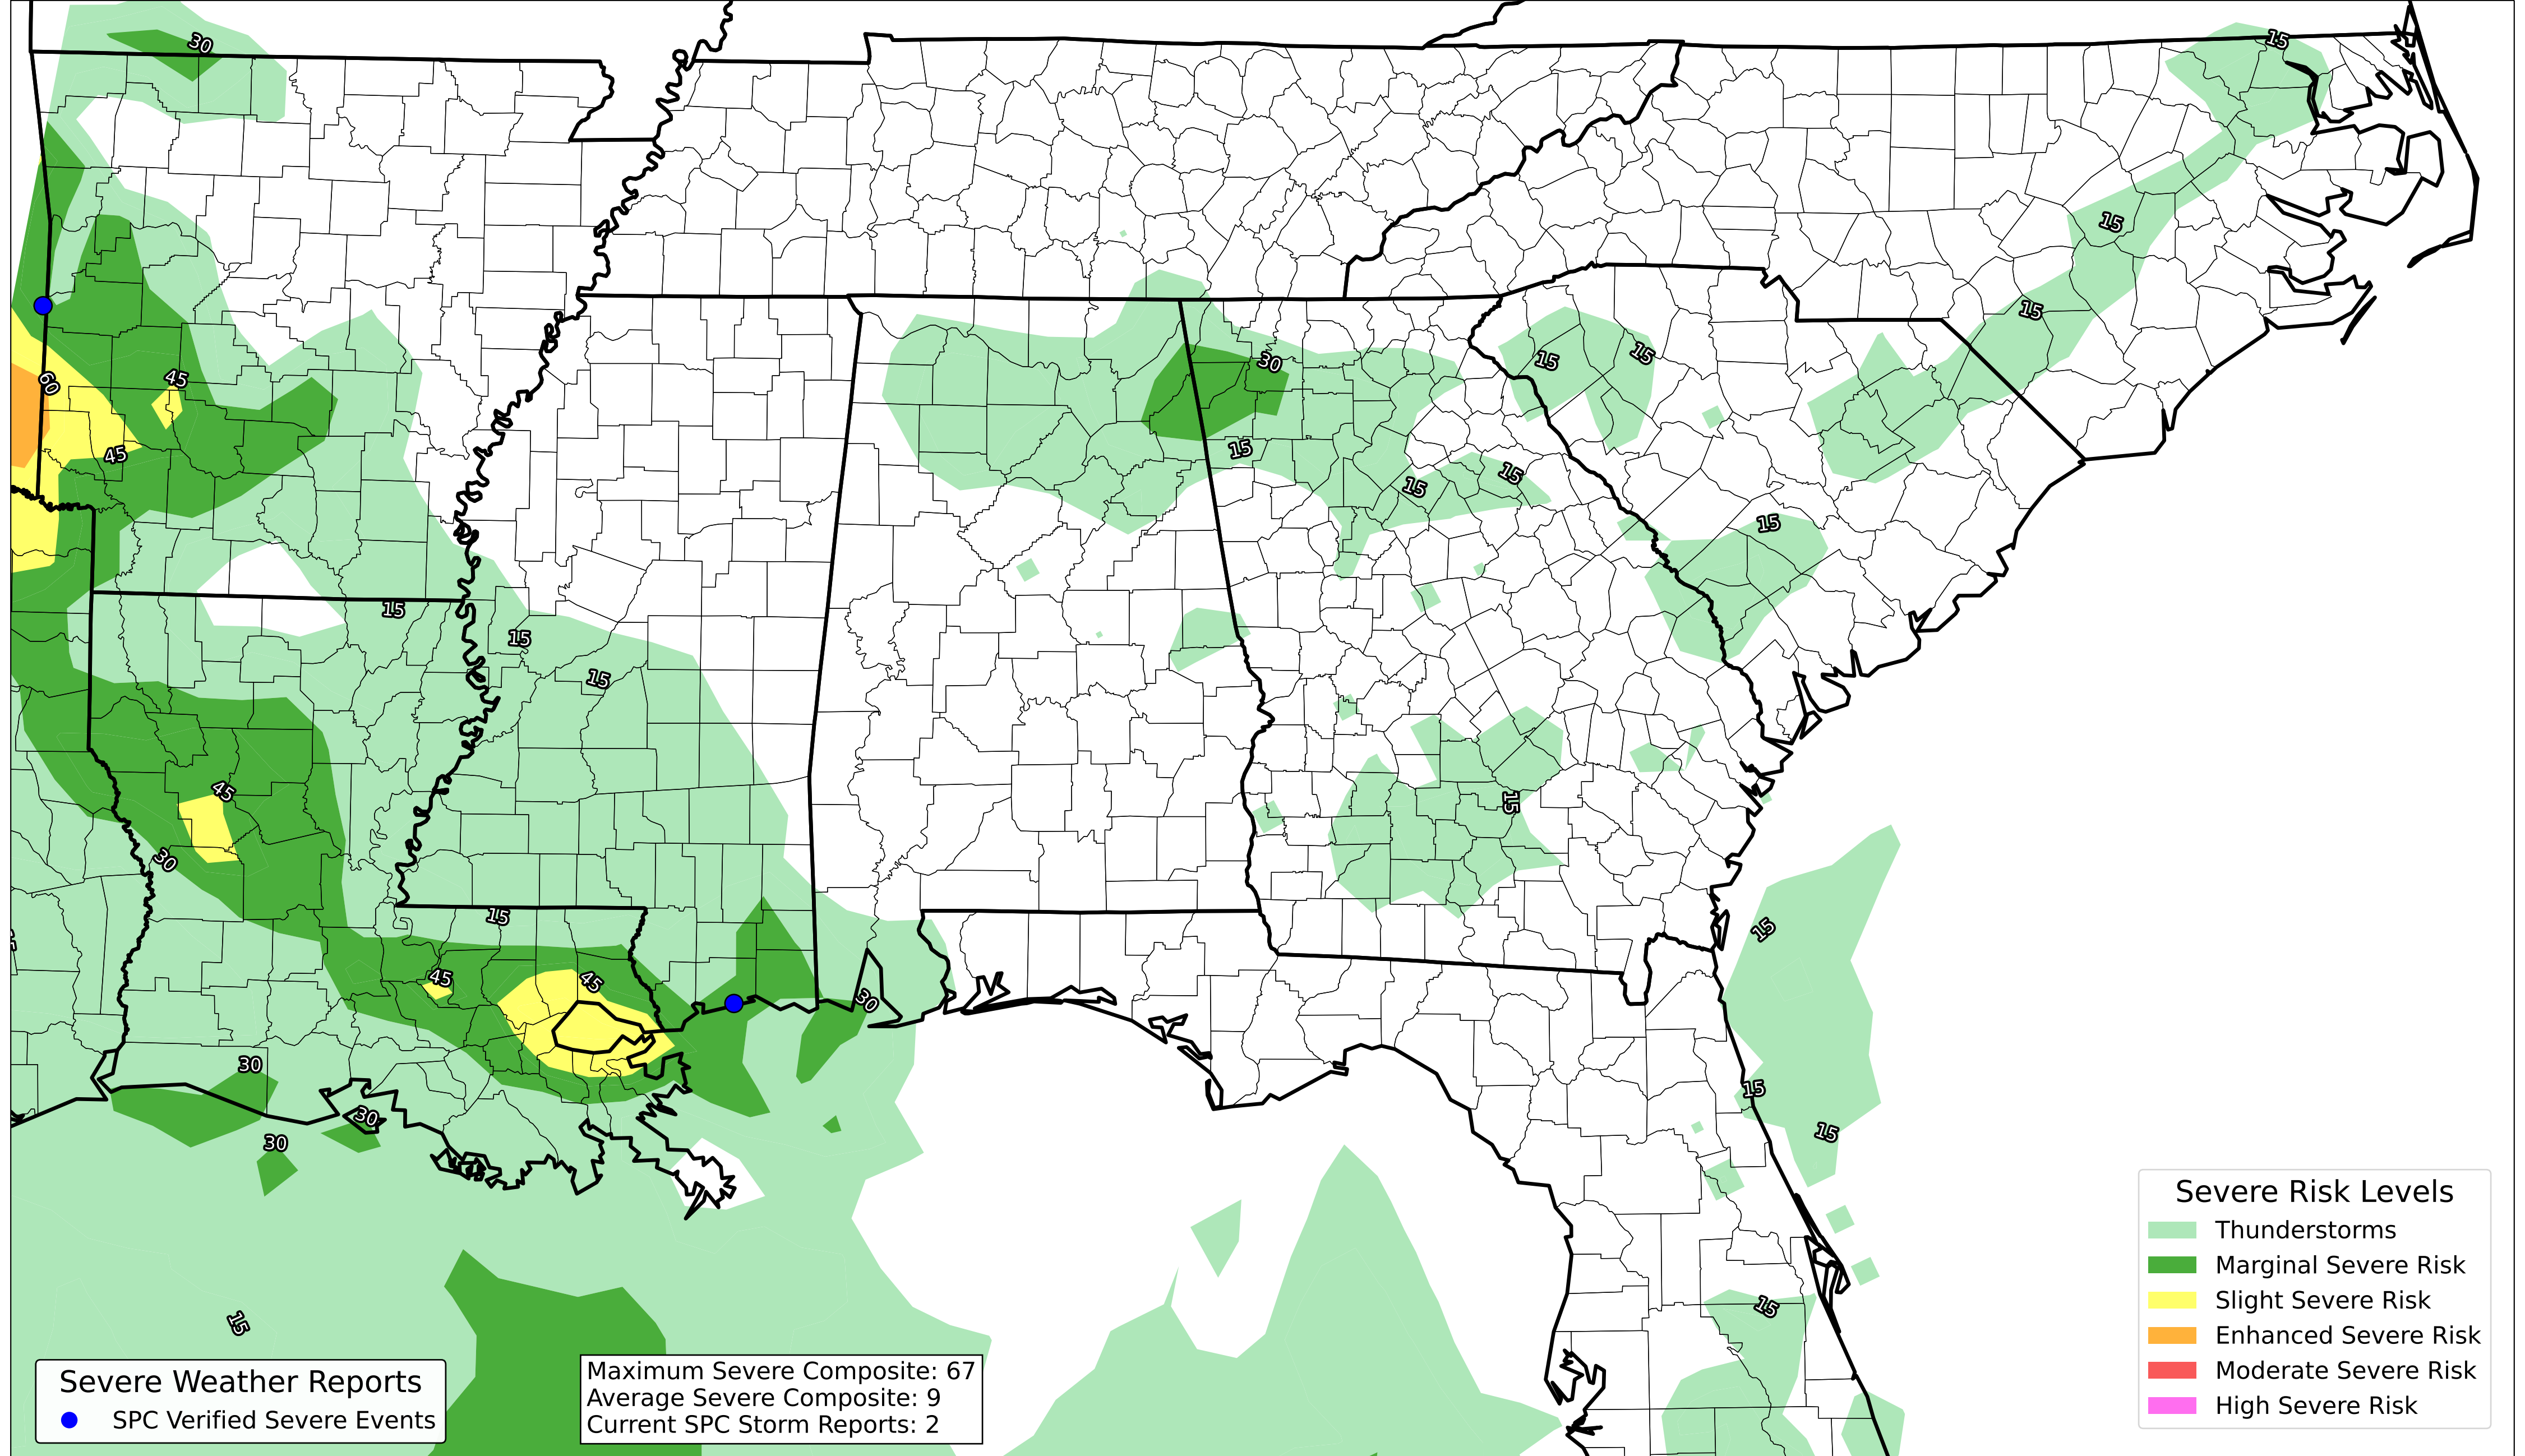 30
15
15
15
30
15
15
60
45
15
45
15
15
15
15
15
15
15
45
15
30
15
15
45
45
30
30
15
30
15
30
15
15
Severe Weather Reports
SPC Verified Severe Events
Maximum Severe Composite: 67
Average Severe Composite: 9
Current SPC Storm Reports: 2
Severe Risk Levels
Thunderstorms
Marginal Severe Risk
Slight Severe Risk
Enhanced Severe Risk
Moderate Severe Risk
High Severe Risk